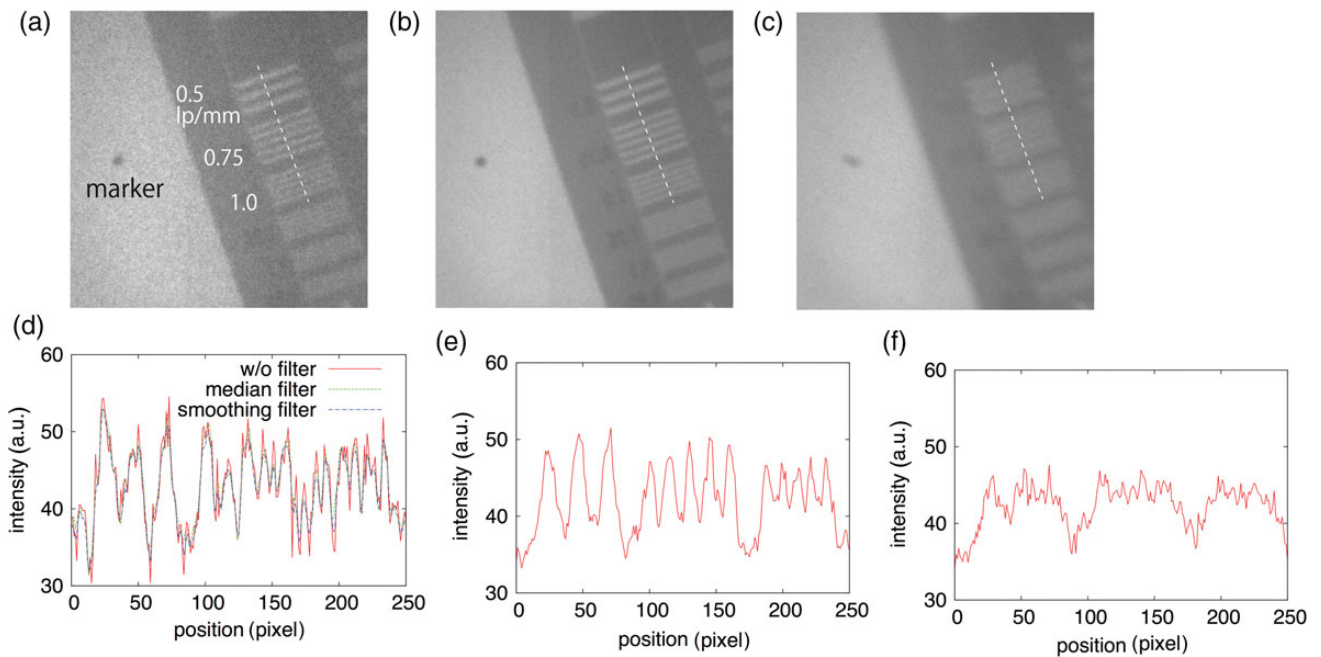 (a)
(b)
(c)
0.5
lp/mm
0.75
marker
1.0
(d)
(e)
(f)
60
50
40
30
intensity (a.u.)
w/o filter
median filter
smoothing filter
0 50 100 150 200 250
position (pixel)
60
50
40
30
intensity (a.u.)
0 50 100 150 200 250
position (pixel)
60
50
40
30
intensity (a.u.)
0 50 100 150 200 250
position (pixel)